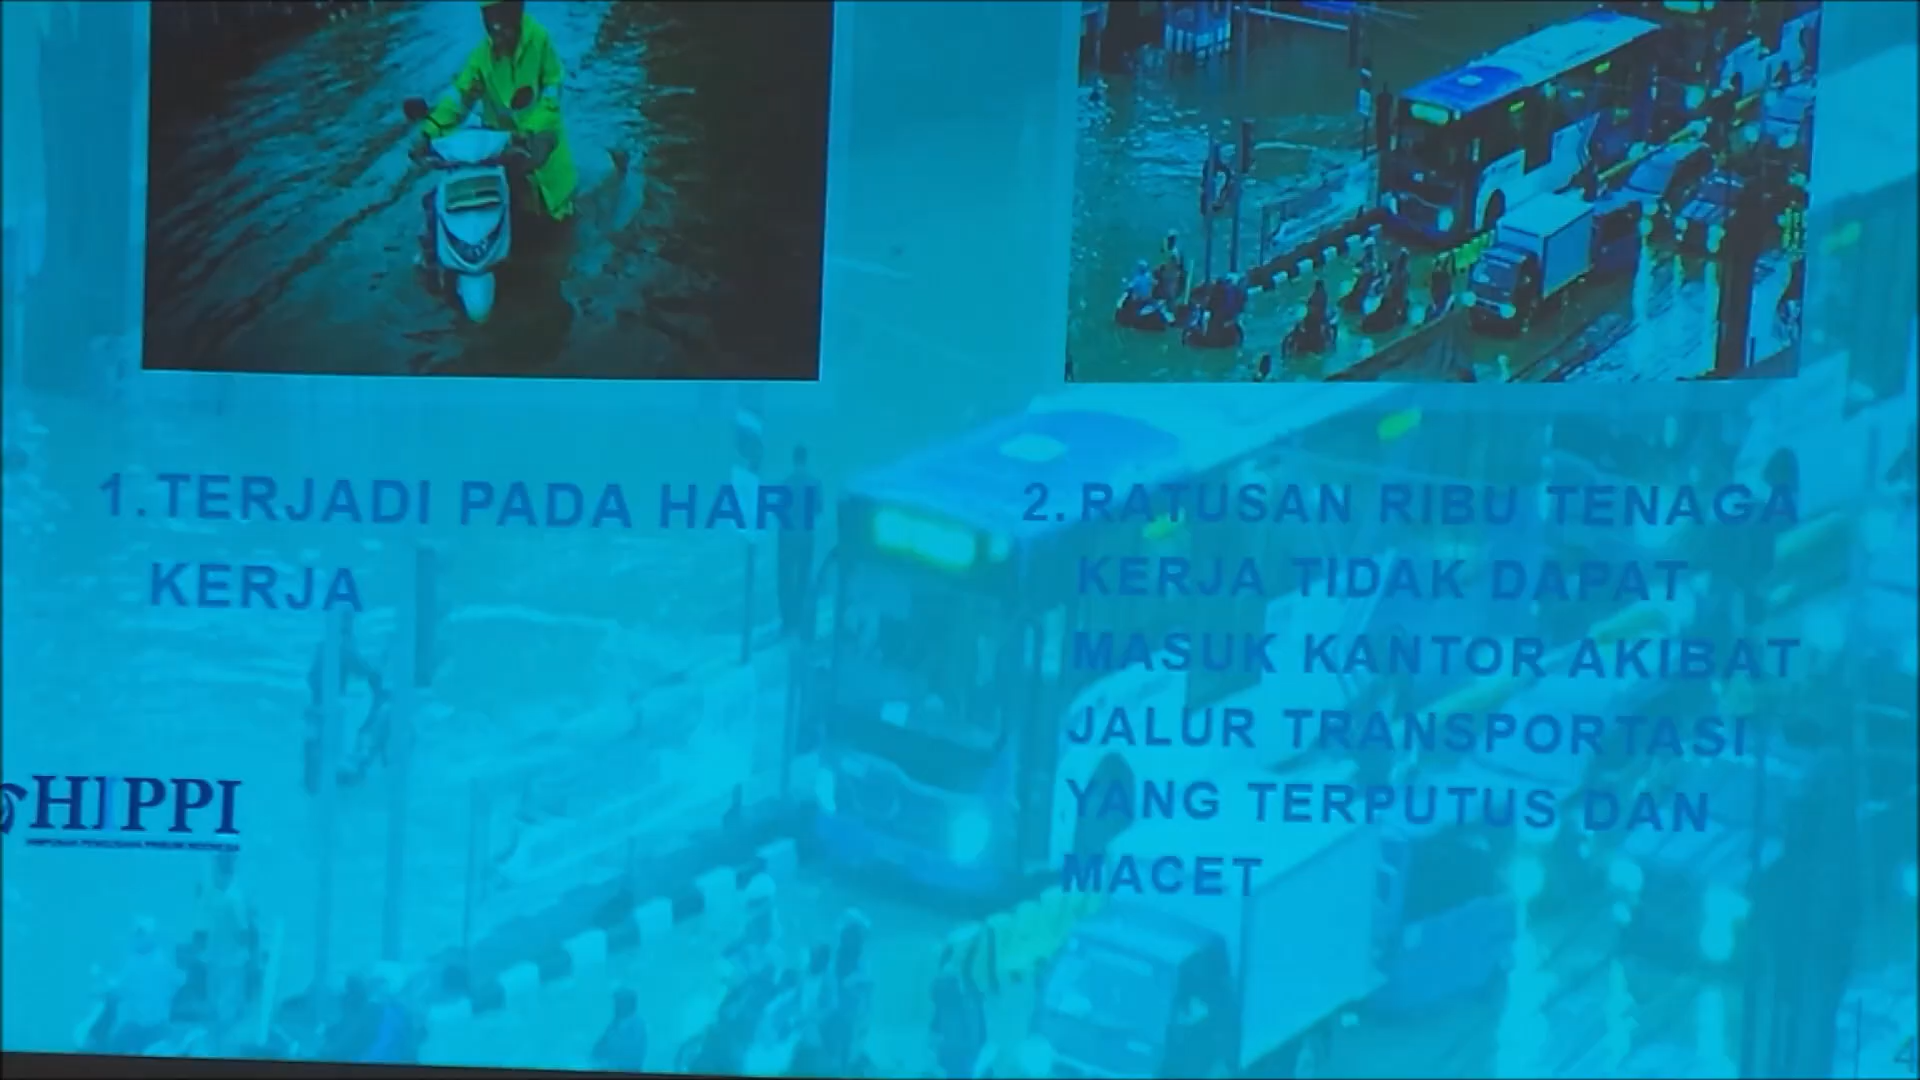 1. TERJADI PADA HARI
KERJA
2. RATUSAN RIBU TENAGA
KERJA TIDAK DAPAT
MASUK KANTOR AKIBAT
JALUR TRANSPORTASI
YANG TERPUTUS DAN
MACET
HIPPI
4